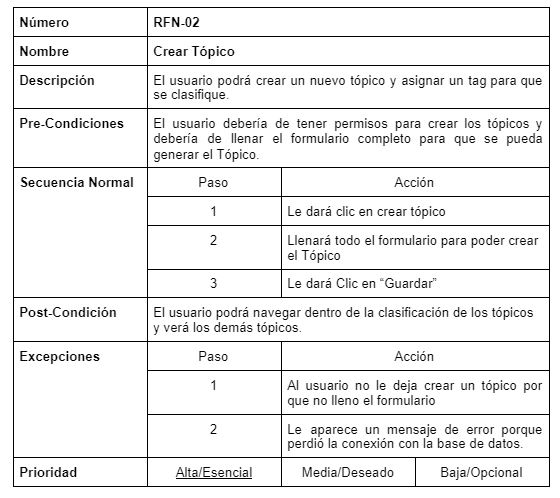 Número RFN-02
Nombre Crear Tópico
Descripción El usuario podrá crear un nuevo tópico y asignar un tag para que
se clasifique.
Pre-Condiciones El usuario debería de tener permisos para crear los tópicos y
debería de llenar el formulario completo para que se pueda
generar el Tópico.
Secuencia Normal Paso Acción
1 Le dará clic en crear tópico
2 Llenará todo el formulario para poder crear
el Tópico
3 Le dará Clic en “Guardar”
Post-Condición El usuario podrá navegar dentro de la clasificación de los tópicos
y verá los demás tópicos.
Excepciones Paso Acción
1 Al usuario no le deja crear un tópico por
que no lleno el formulario
2 Le aparece un mensaje de error porque
perdió la conexión con la base de datos.
Prioridad Alta/Esencial Media/Deseado Baja/Opcional